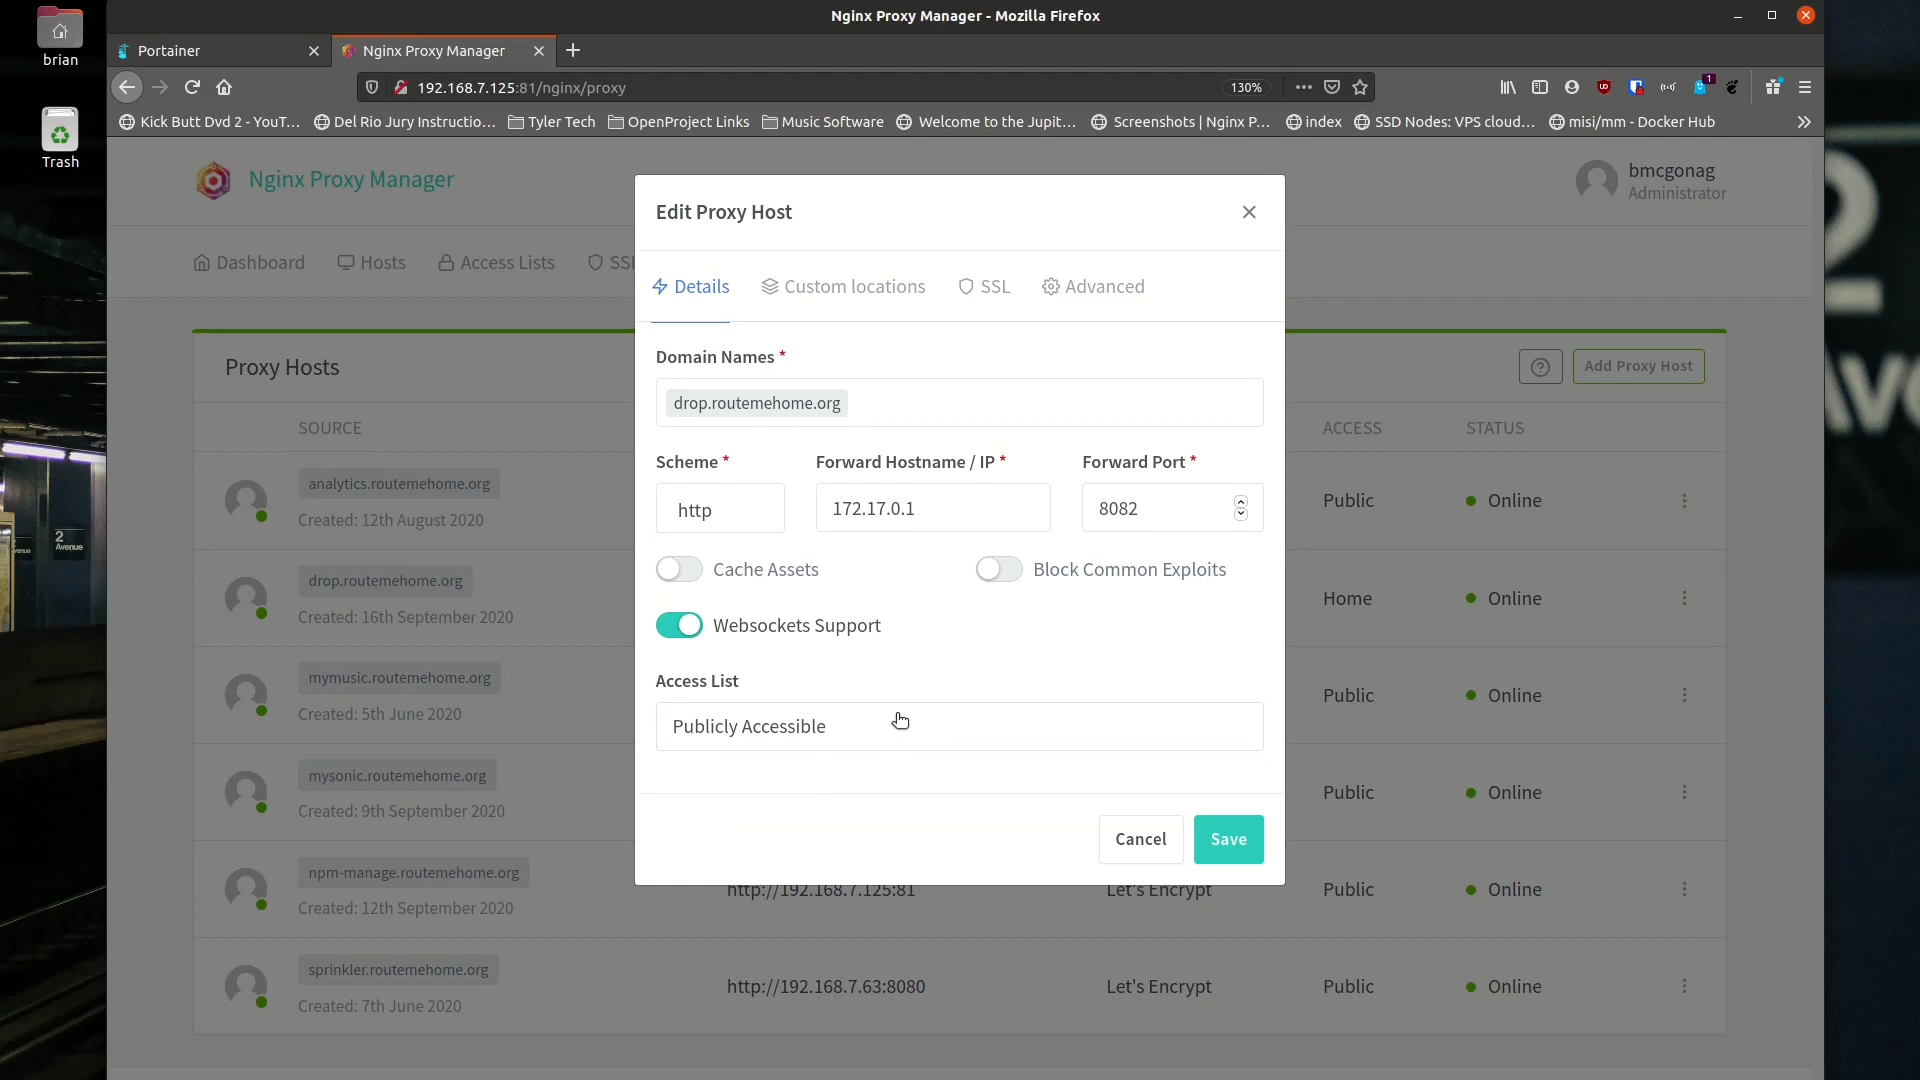 Nginx Proxy Manager - Mozilla Firefox
brian
Trash
Portainer
Nginx Proxy Manager
192.168.7.125:81/nginx/proxy
130%
1
Kick Butt Dvd 2 - YouT...
Del Rio Jury Instructio...
Tyler Tech
OpenProject Links
Music Software
Welcome to the Jupit...
Screenshots | Nginx P...
index
SSD Nodes: VPS cloud...
misi/mm - Docker Hub
Nginx Proxy Manager
bmcgonag
Administrator
Dashboard
Hosts
Access Lists
SSL
Edit Proxy Host
Details
Custom locations
SSL
Advanced
Domain Names *
drop.routemehome.org
Scheme *
Forward Hostname / IP *
Forward Port *
http
172.17.0.1
8082
Cache Assets
Block Common Exploits
Websockets Support
Access List
Publicly Accessible
Cancel
Save
Proxy Hosts
Add Proxy Host
SOURCE
ACCESS
STATUS
analytics.routemehome.org
Created: 12th August 2020
Public
Online
drop.routemehome.org
Created: 16th September 2020
Home
Online
mymusic.routemehome.org
Created: 5th June 2020
Public
Online
mysonic.routemehome.org
Created: 9th September 2020
Public
Online
npm-manage.routemehome.org
Created: 12th September 2020
http://192.168.7.125:81
Let's Encrypt
Public
Online
sprinkler.routemehome.org
Created: 7th June 2020
http://192.168.7.63:8080
Let's Encrypt
Public
Online
2
Avenue
2
Ave